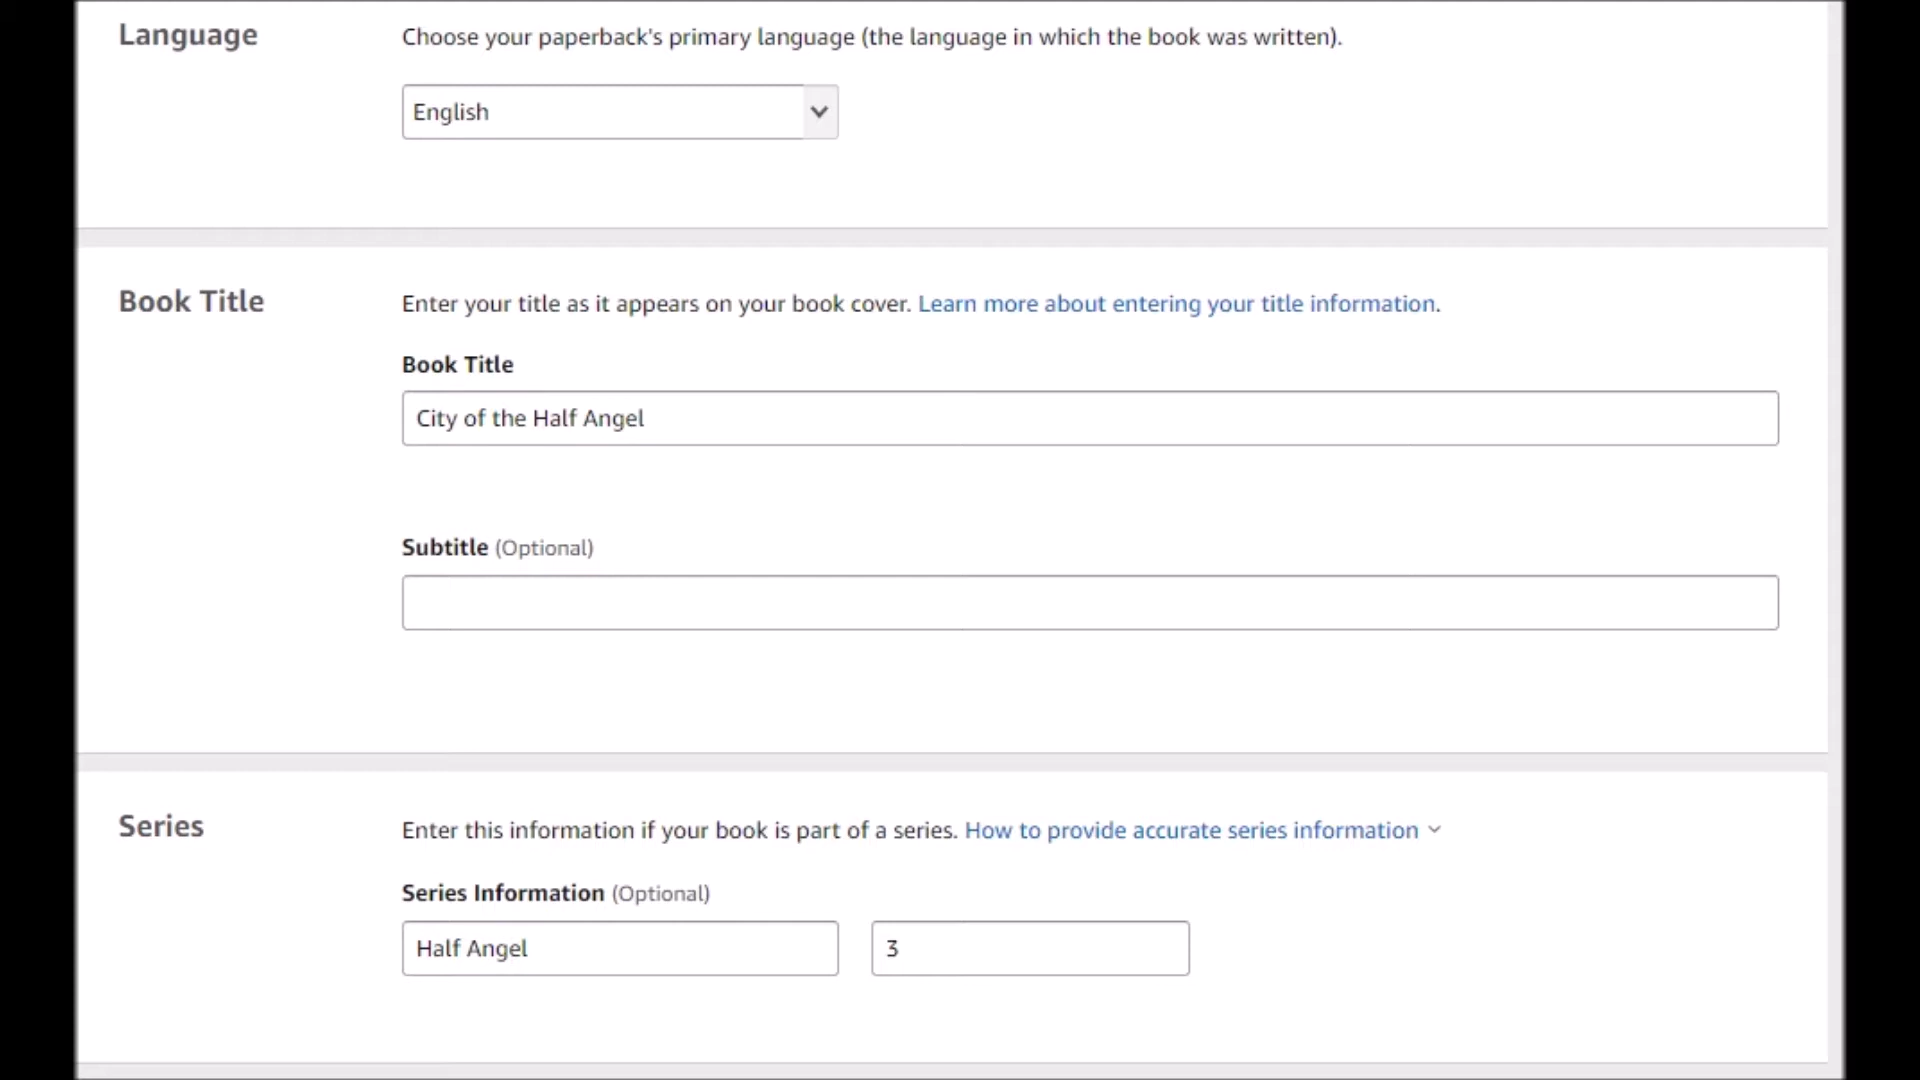 Language
Choose your paperback's primary language (the language in which the book was written).
English
Book Title
Enter your title as it appears on your book cover. Learn more about entering your title information.
Book Title
City of the Half Angel
Subtitle (Optional)
Series
Enter this information if your book is part of a series. How to provide accurate series information
Series Information (Optional)
Half Angel
3